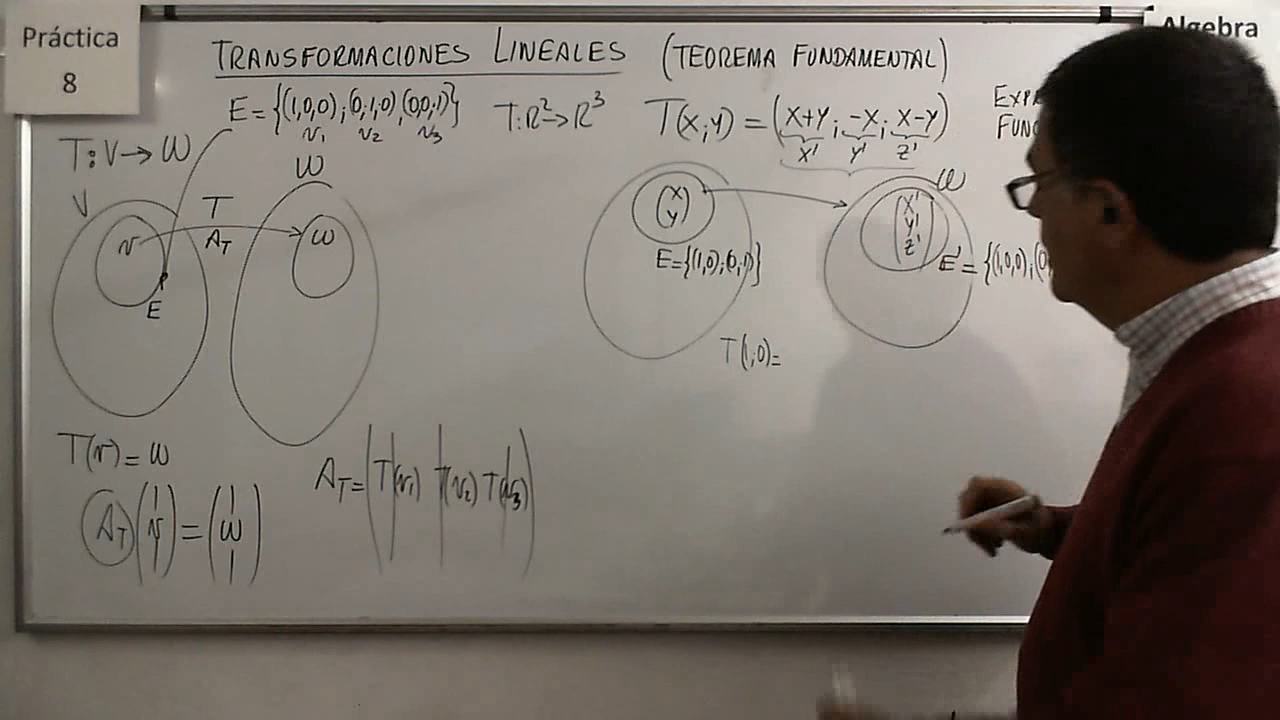 Práctica
8
Algebra
TRANSFORMACIONES LINEALES (TEOREMA FUNDAMENTAL)
E = {(1,0,0);(0,1,0)(0,0,1)}
v₁ v₂ v₃
T: R² → R³
T(x;y) = (x+y; -x; x-y)
x' y' z'
T: V → W
V
W
T
A_T
v
w
E
(x
y)
E={(1,0);(0,1)}
W
(x'
y'
z')
E' = {(1,0,0);(0,
T(1;0)=
T(v) = w
A_T (v) = (w)
A_T = (T(v₁) T(v₂) T(v₃))